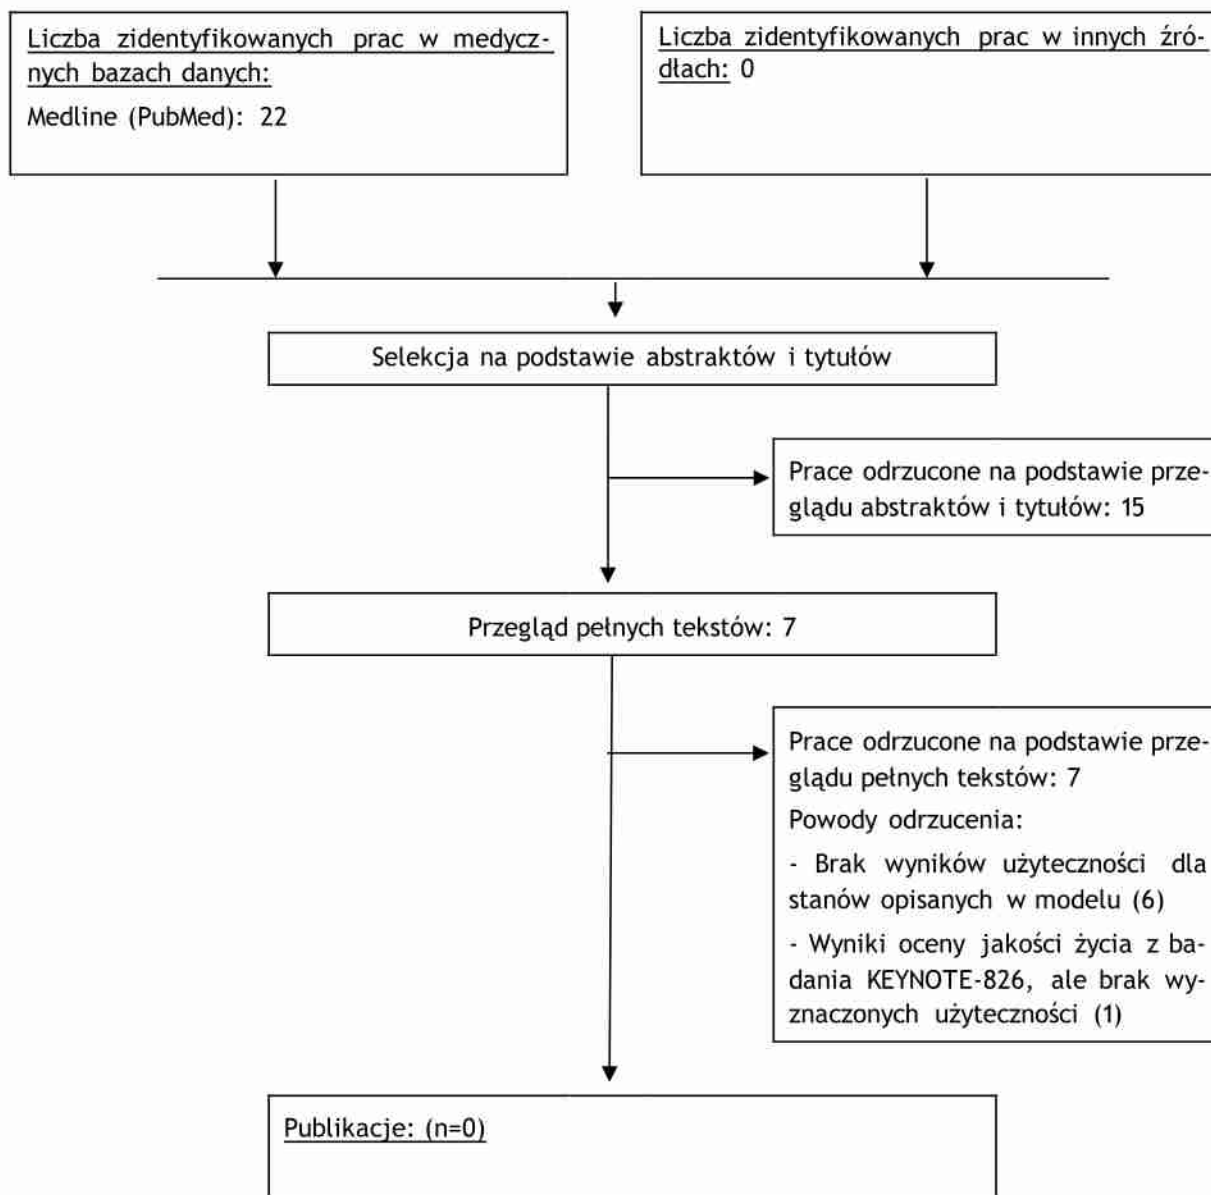 Liczba zidentyfikowanych prac w medycz-
nych bazach danych:
Medline (PubMed): 22
Liczba zidentyfikowanych prac w innych źró-
dłach: 0
Selekcja na podstawie abstraktów i tytułów
Prace odrzucone na podstawie prze-
glądu abstraktów i tytułów: 15
Przegląd pełnych tekstów: 7
Prace odrzucone na podstawie prze-
glądu pełnych tekstów: 7
Powody odrzucenia:
- Brak wyników użyteczności dla
stanów opisanych w modelu (6)
- Wyniki oceny jakości życia z ba-
dania KEYNOTE-826, ale brak wy-
znaczonych użyteczności (1)
Publikacje: (n=0)